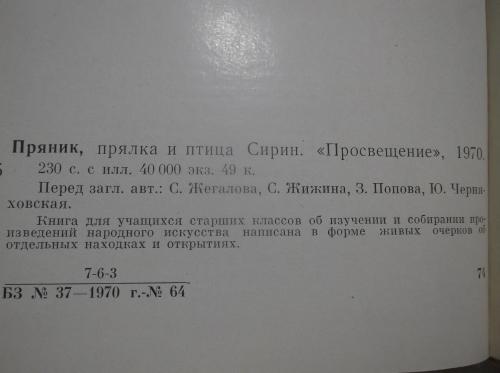 Пряник, прялка и птица Сирин. «Просвещение», 1970.
230 с. с илл. 40 000 экз. 49 к.
Перед загл. авт.: С. Жегалова, С. Жижина, З. Попова, Ю. Черня-
ховская.
Книга для учащихся старших классов об изучении и собирании про-
изведений народного искусства написана в форме живых очерков об
отдельных находках и открытиях.
7-6-3
БЗ № 37—1970 г.-№ 64